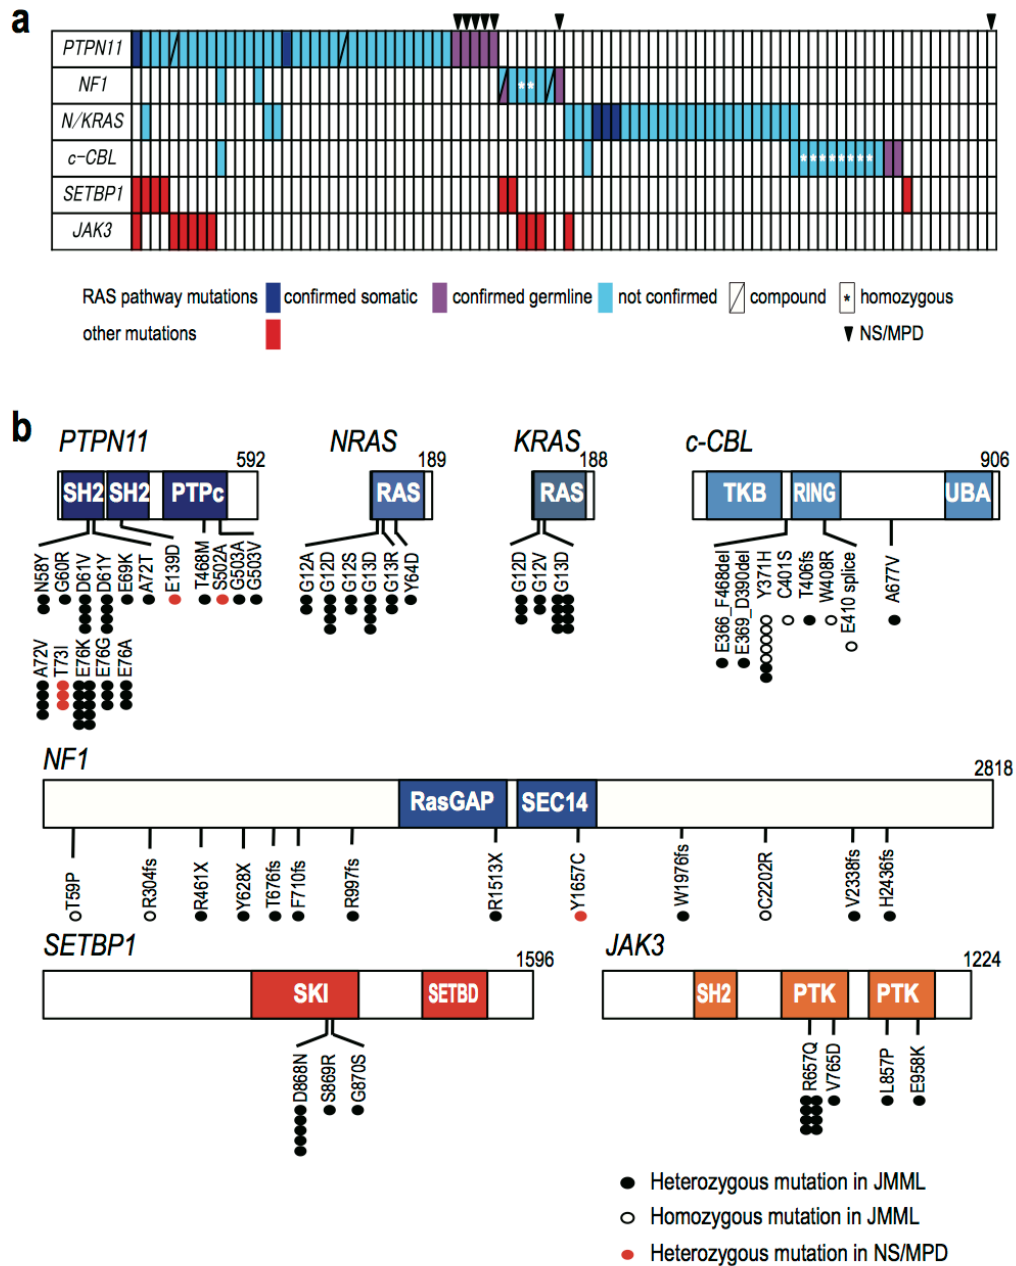 a
PTPN11
NF1
**
N/KRAS
c-CBL
********
SETBP1
JAK3
RAS pathway mutations confirmed somatic confirmed germline not confirmed compound * homozygous
other mutations NS/MPD
b
PTPN11 NRAS KRAS c-CBL
592 189 188 906
SH2 SH2 PTPc RAS RAS TKB RING UBA
N58Y G60R D61V D61Y E69K A72T E139D T468M S502A G503A G503V
G12A G12D G12S G13D G13R Y64D
G12D G12V G13D
E366_F468del E369_D390del Y371H C401S T406fs W408R E410 splice A677V
A72V T73I E76K E76G E76A
NF1
2818
RasGAP SEC14
T59P R304fs R461X Y628X T676fs F710fs R997fs R1513X Y1657C W1976fs C2202R V2338fs H2436fs
SETBP1 JAK3
1596 1224
SKI SETBD SH2 PTK PTK
D868N S869R G870S R657Q V765D L857P E958K
Heterozygous mutation in JMML
Homozygous mutation in JMML
Heterozygous mutation in NS/MPD